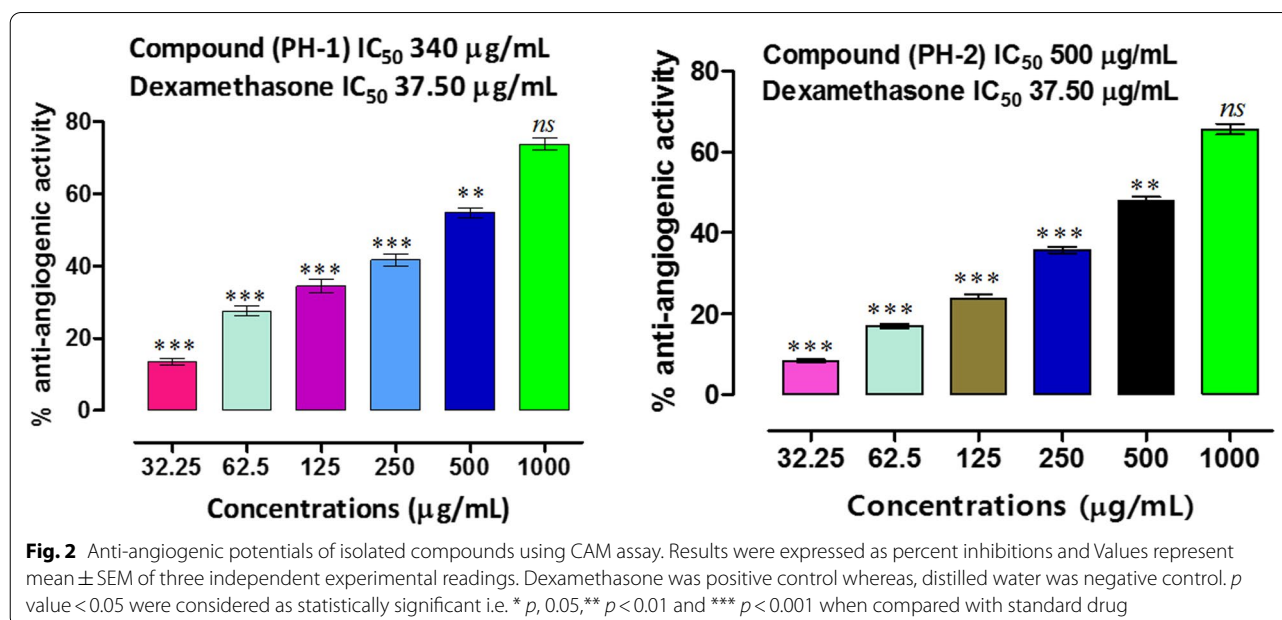 Compound (PH-1) IC50 340 µg/mL
Dexamethasone IC50 37.50 µg/mL
% anti-angiogenic activity
80
60
40
20
0
***
***
***
***
**
ns
32.25 62.5 125 250 500 1000
Concentrations (µg/mL)
Compound (PH-2) IC50 500 µg/mL
Dexamethasone IC50 37.50 µg/mL
% anti-angiogenic activity
80
60
40
20
0
***
***
***
***
**
ns
32.25 62.5 125 250 500 1000
Concentrations (µg/mL)
Fig. 2 Anti-angiogenic potentials of isolated compounds using CAM assay. Results were expressed as percent inhibitions and Values represent
mean ± SEM of three independent experimental readings. Dexamethasone was positive control whereas, distilled water was negative control. p
value < 0.05 were considered as statistically significant i.e. * p, 0.05,** p < 0.01 and *** p < 0.001 when compared with standard drug